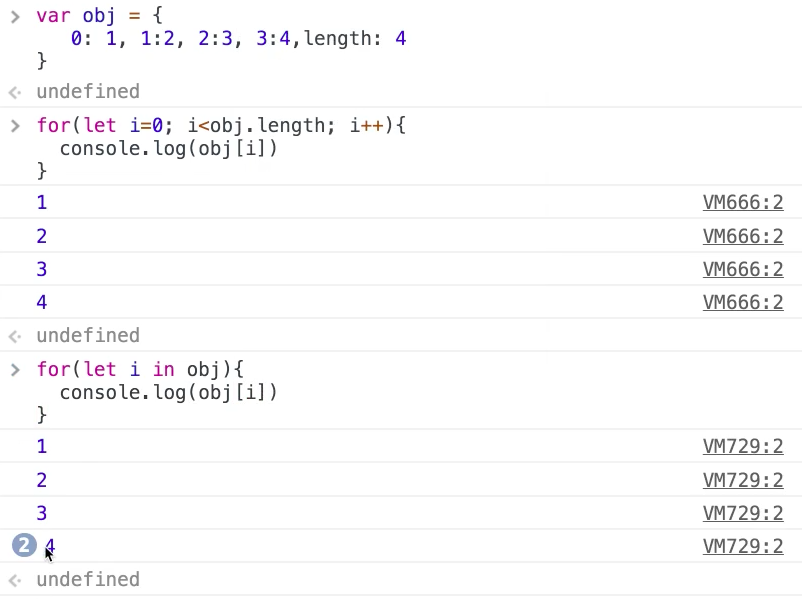 var obj = {
0: 1, 1:2, 2:3, 3:4,length: 4
}
undefined
for(let i=0; i<obj.length; i++){
console.log(obj[i])
}
1 VM666:2
2 VM666:2
3 VM666:2
4 VM666:2
undefined
for(let i in obj){
console.log(obj[i])
}
1 VM729:2
2 VM729:2
3 VM729:2
2 4 VM729:2
undefined